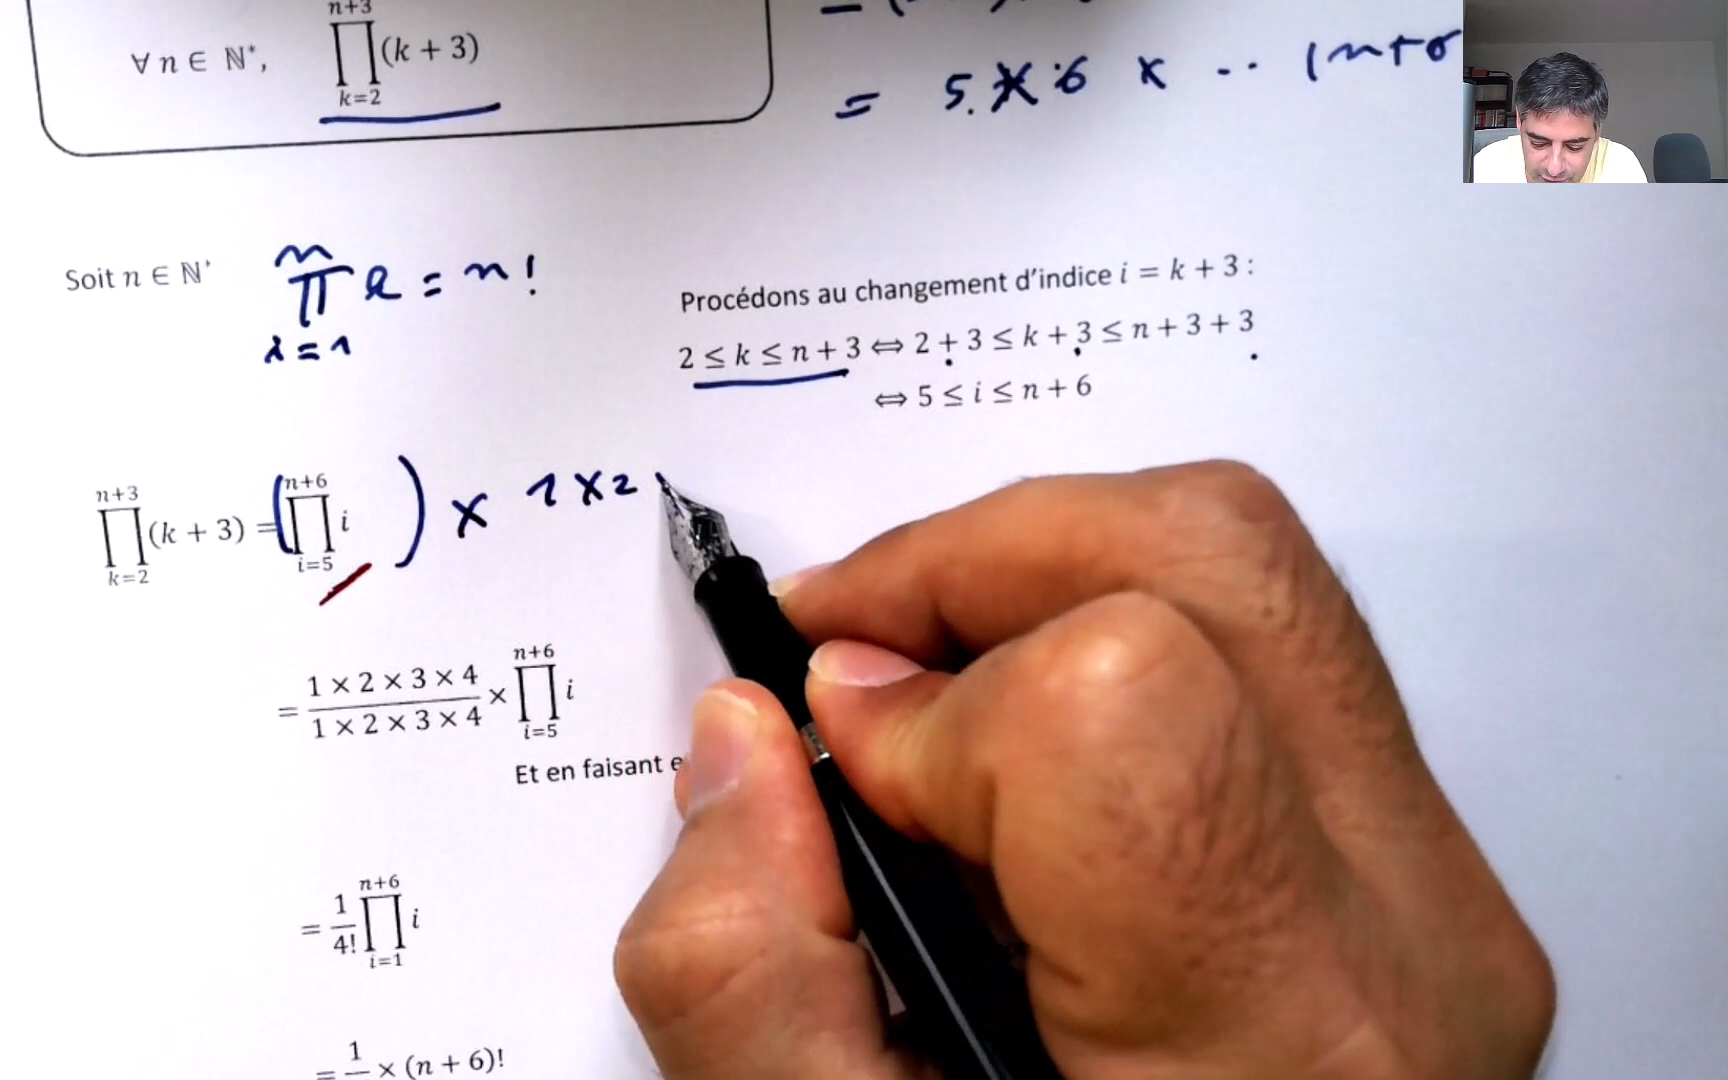 ∀ n ∈ ℕ*, ∏_{k=2}^{n+3} (k + 3)
= 5 × 6 × ..
Soit n ∈ ℕ*
∏_{k=1}^{n} k = n!
Procédons au changement d'indice i = k + 3 :
2 ≤ k ≤ n + 3 ⇔ 2 + 3 ≤ k + 3 ≤ n + 3 + 3
⇔ 5 ≤ i ≤ n + 6
∏_{k=2}^{n+3} (k + 3) = ( ∏_{i=5}^{n+6} i ) × 1 × 2
= (1 × 2 × 3 × 4)/(1 × 2 × 3 × 4) × ∏_{i=5}^{n+6} i
Et en faisant
= 1/4! ∏_{i=1}^{n+6} i
= 1 × (n + 6)!